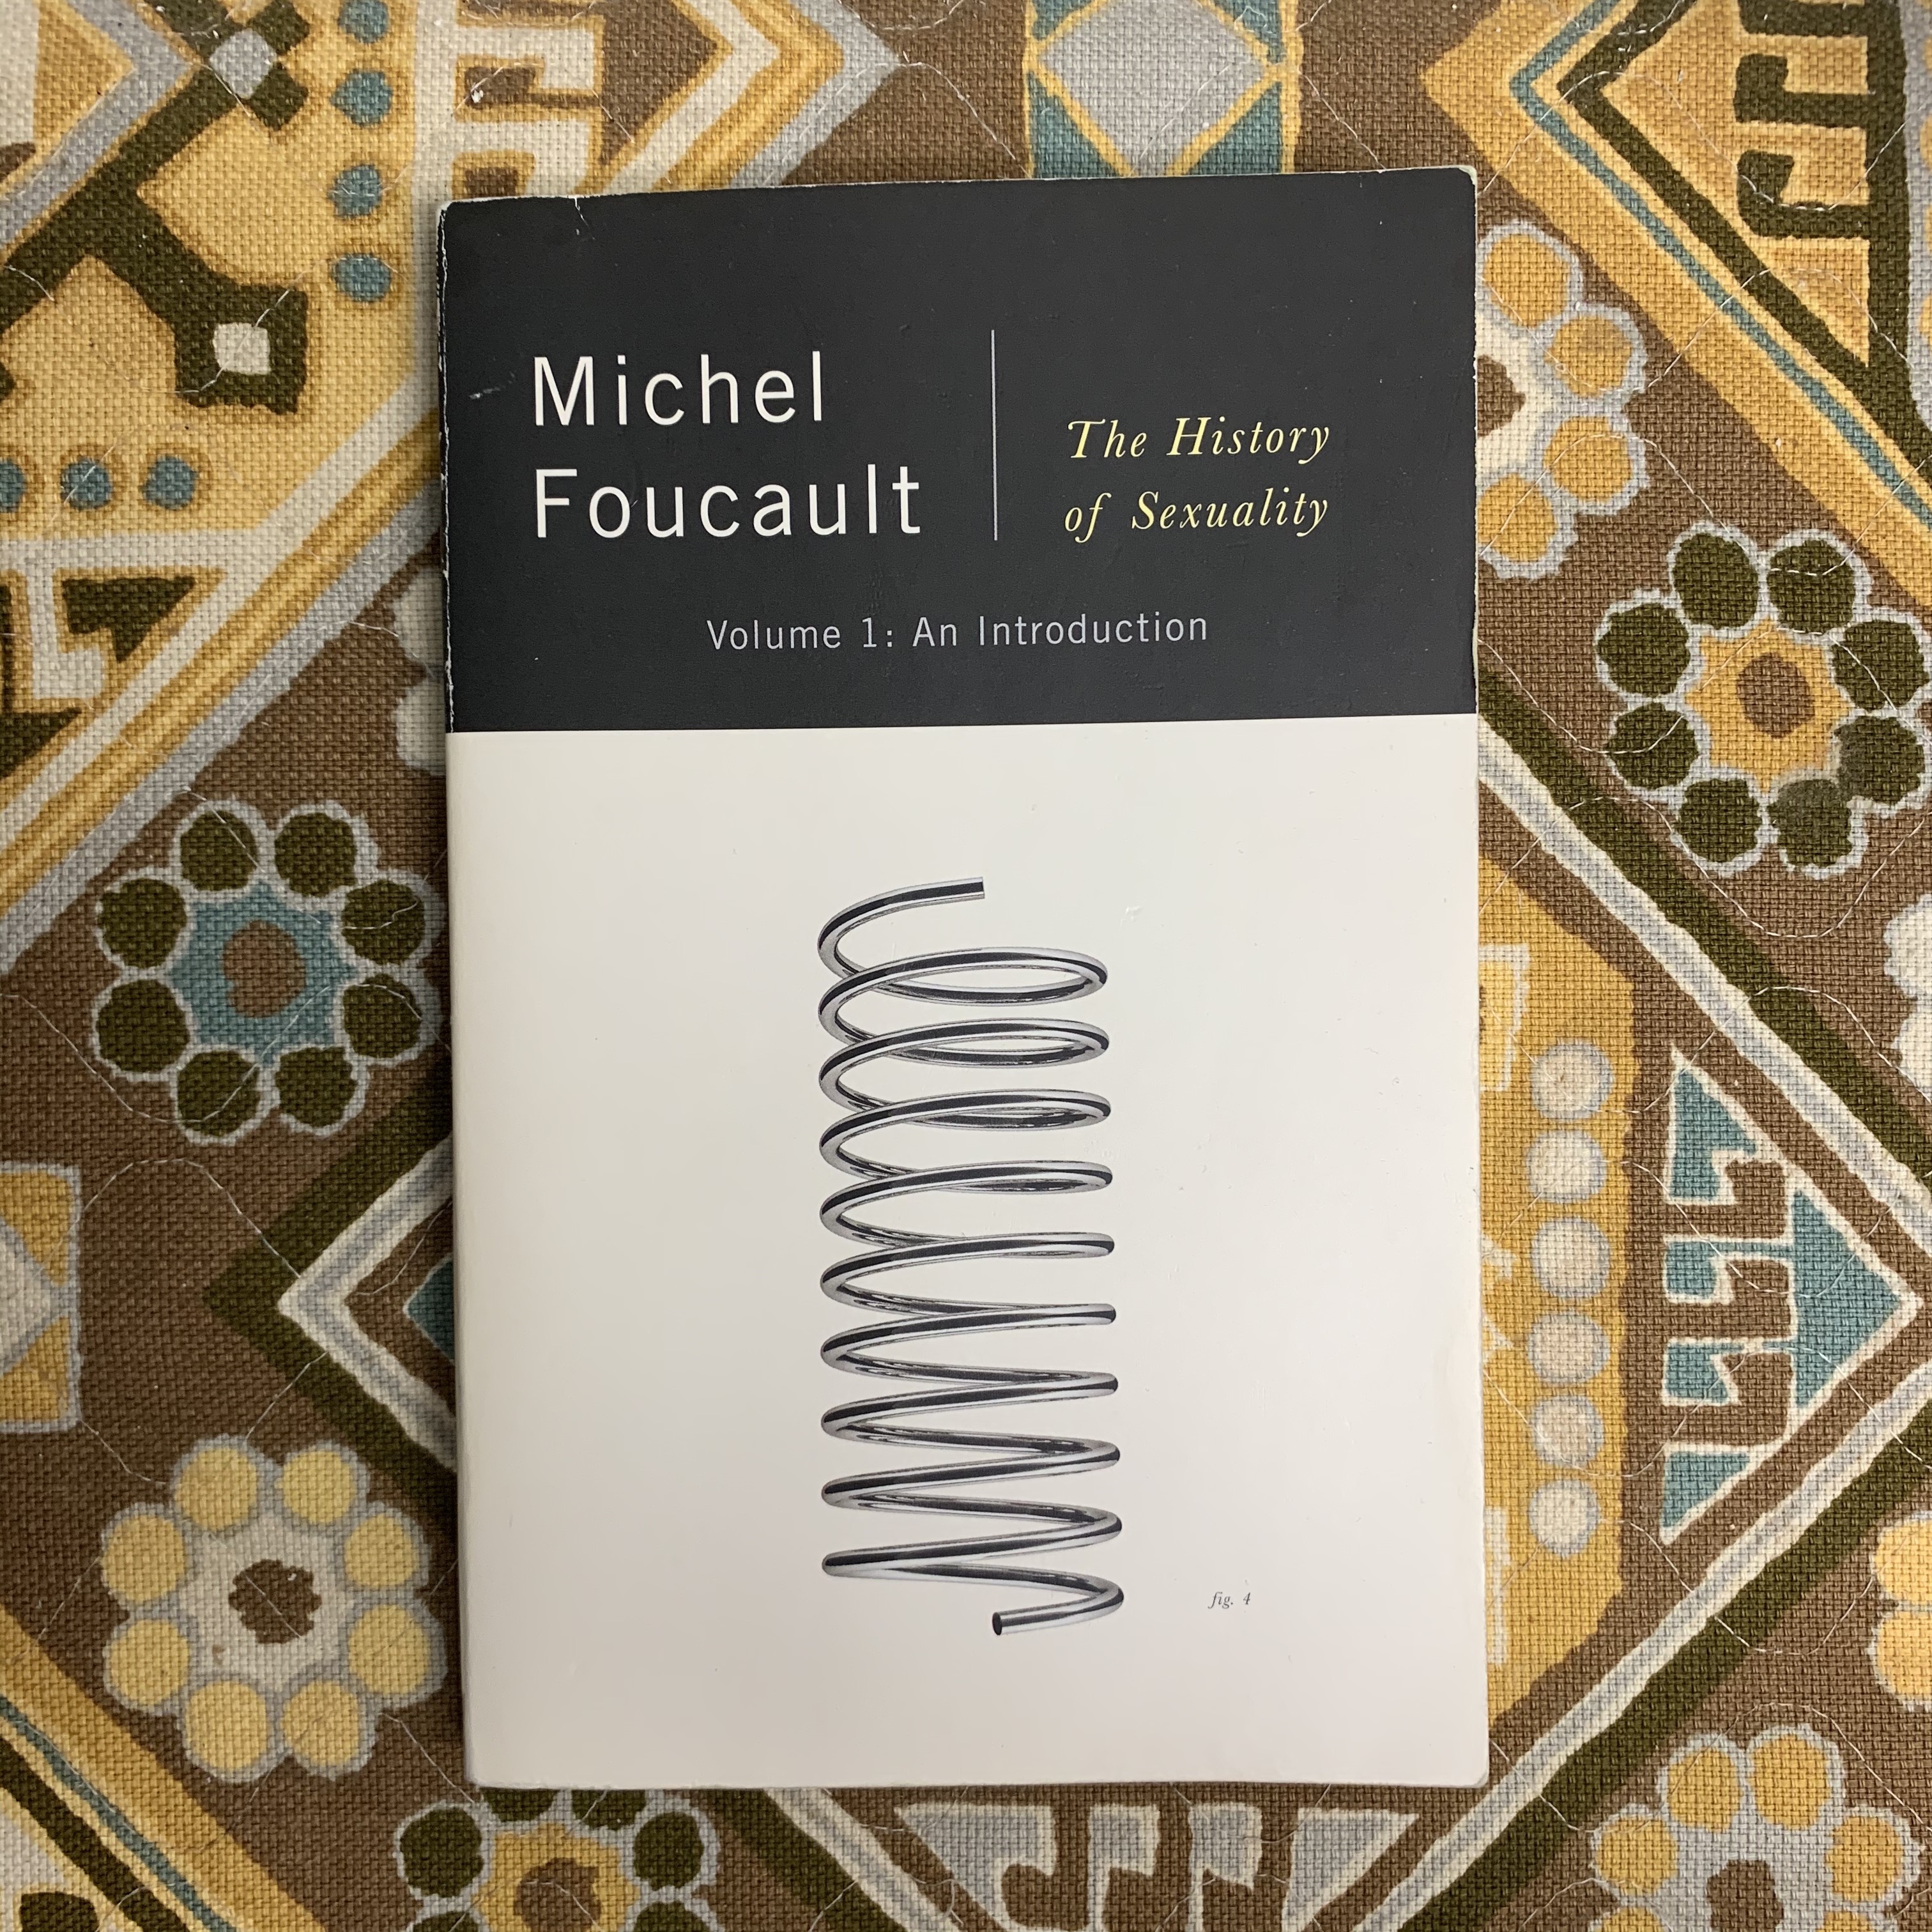 Michel
Foucault
The History
of Sexuality
Volume 1: An Introduction
fig. 4